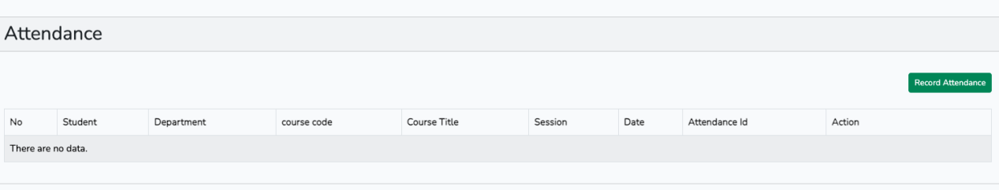 Attendance
Record Attendance
No Student Department course code Course Title Session Date Attendance Id Action
There are no data.